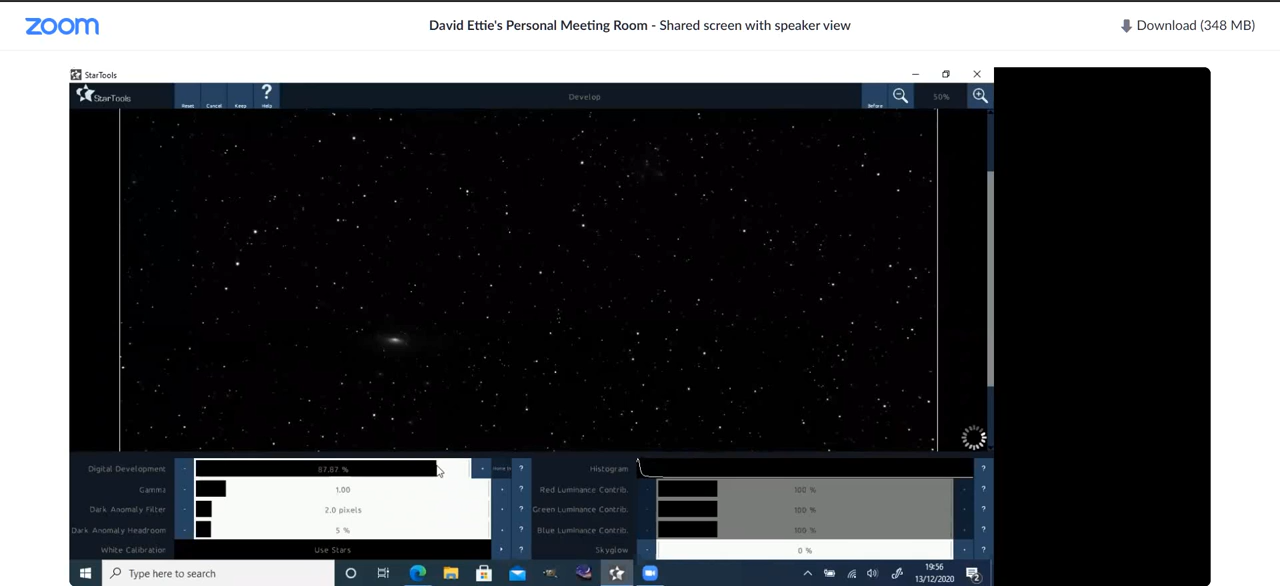 zoom
David Ettie's Personal Meeting Room - Shared screen with speaker view
Download (348 MB)
StarTools
StarTools
Reset Cancel Keep Help
?
Develop
Before
50%
Digital Development - 87.87 % ?
Gamma - 1.00 ?
Dark Anomaly Filter - 2.0 pixels ?
Dark Anomaly Headroom - 5 % ?
White Calibration Use Stars ?
Histogram ?
Red Luminance Contrib. 100 % ?
Green Luminance Contrib. 100 % ?
Blue Luminance Contrib. 100 % ?
Skyglow - 0 % ?
Type here to search
19:56
13/12/2020
2